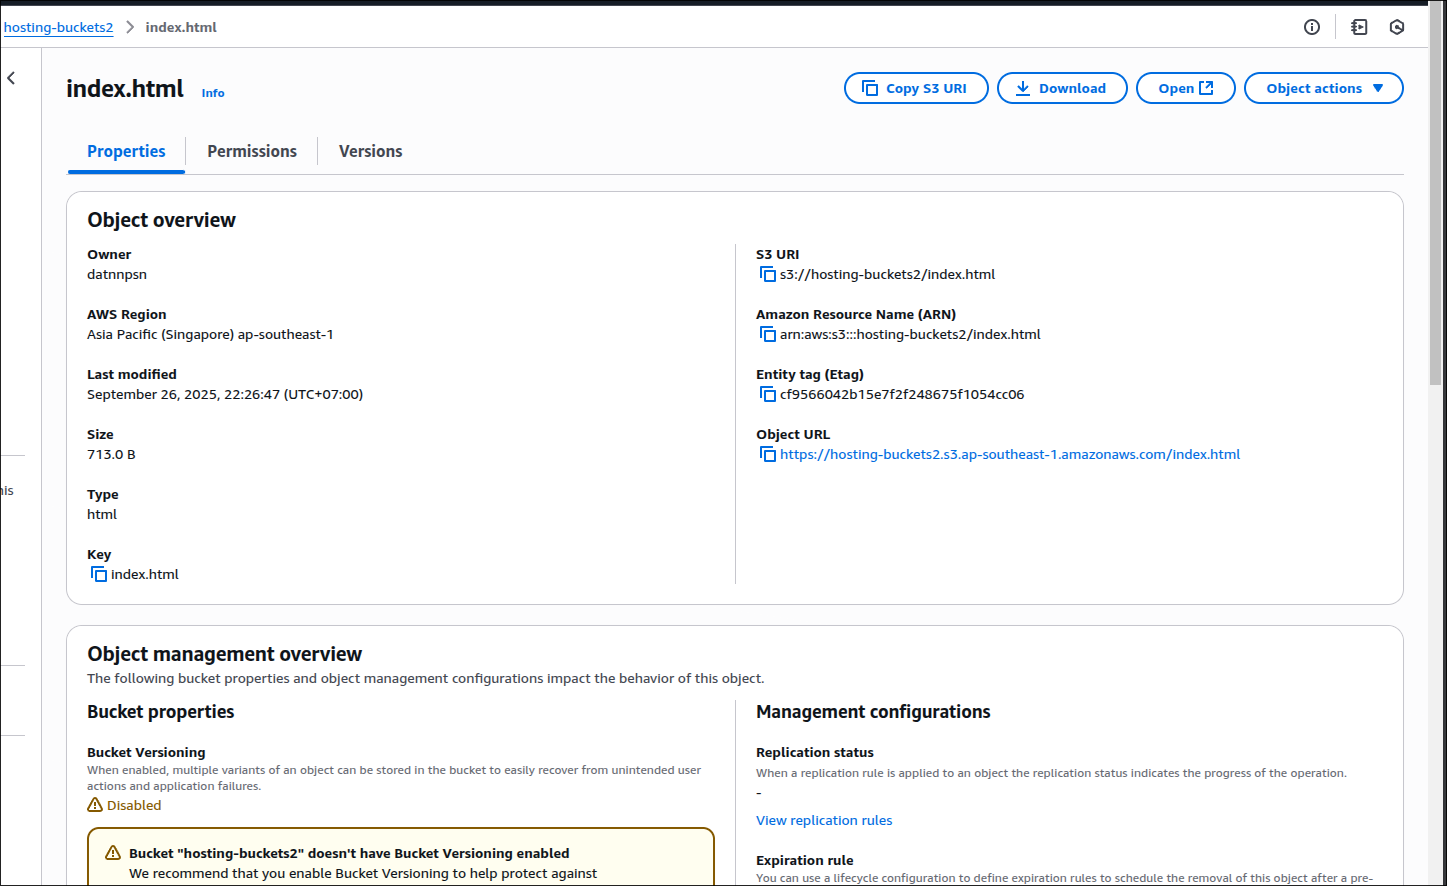 hosting-buckets2 > index.html
index.html Info
Copy S3 URI Download Open Object actions
Properties Permissions Versions
Object overview
Owner
datnnpsn
AWS Region
Asia Pacific (Singapore) ap-southeast-1
Last modified
September 26, 2025, 22:26:47 (UTC+07:00)
Size
713.0 B
Type
html
Key
index.html
S3 URI
s3://hosting-buckets2/index.html
Amazon Resource Name (ARN)
arn:aws:s3:::hosting-buckets2/index.html
Entity tag (Etag)
cf9566042b15e7f2f248675f1054cc06
Object URL
https://hosting-buckets2.s3.ap-southeast-1.amazonaws.com/index.html
Object management overview
The following bucket properties and object management configurations impact the behavior of this object.
Bucket properties
Bucket Versioning
When enabled, multiple variants of an object can be stored in the bucket to easily recover from unintended user
actions and application failures.
Disabled
Bucket "hosting-buckets2" doesn't have Bucket Versioning enabled
We recommend that you enable Bucket Versioning to help protect against
Management configurations
Replication status
When a replication rule is applied to an object the replication status indicates the progress of the operation.
-
View replication rules
Expiration rule
You can use a lifecycle configuration to define expiration rules to schedule the removal of this object after a pre-